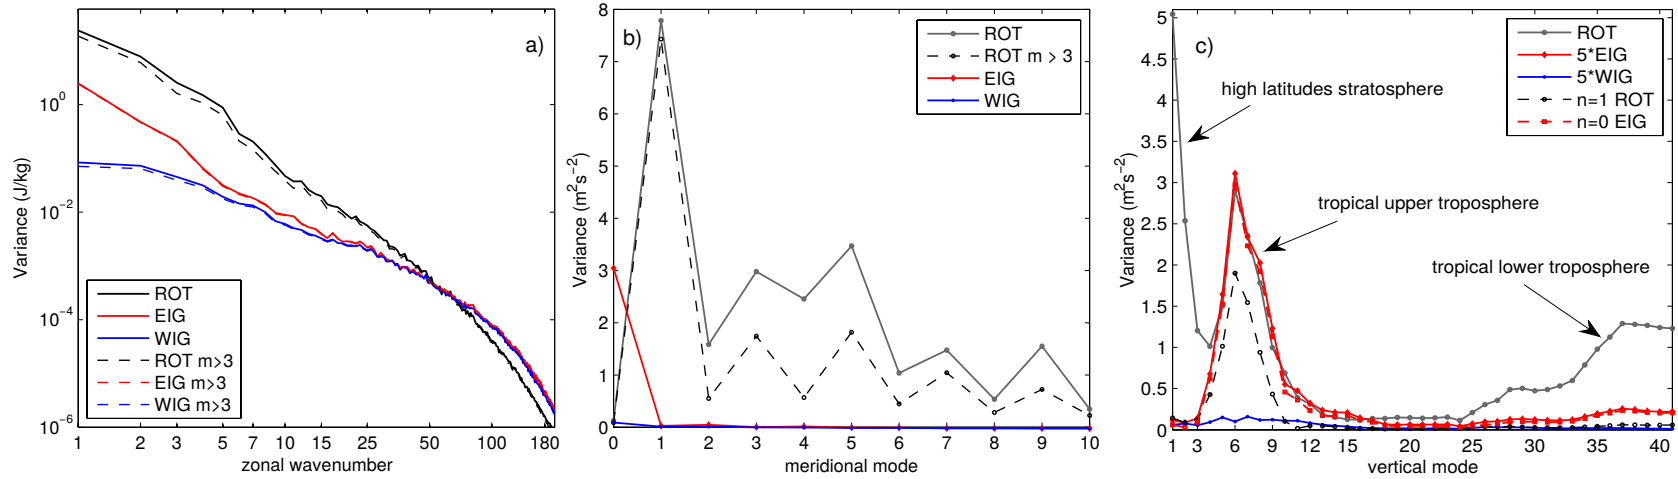 a)
10^0
10^-2
10^-4
10^-6
Variance (J/kg)
ROT
EIG
WIG
ROT m>3
EIG m>3
WIG m>3
1 2 3 5 7 10 15 25 50 100 180
zonal wavenumber
b)
8
7
6
5
4
3
2
1
0
Variance (m²s⁻²)
ROT
ROT m > 3
EIG
WIG
0 1 2 3 4 5 6 7 8 9 10
meridional mode
c)
5
4.5
4
3.5
3
2.5
2
1.5
1
0.5
0
Variance (m²s⁻²)
ROT
5*EIG
5*WIG
n=1 ROT
n=0 EIG
high latitudes stratosphere
tropical upper troposphere
tropical lower troposphere
1 3 6 9 12 15 20 25 30 35 40
vertical mode